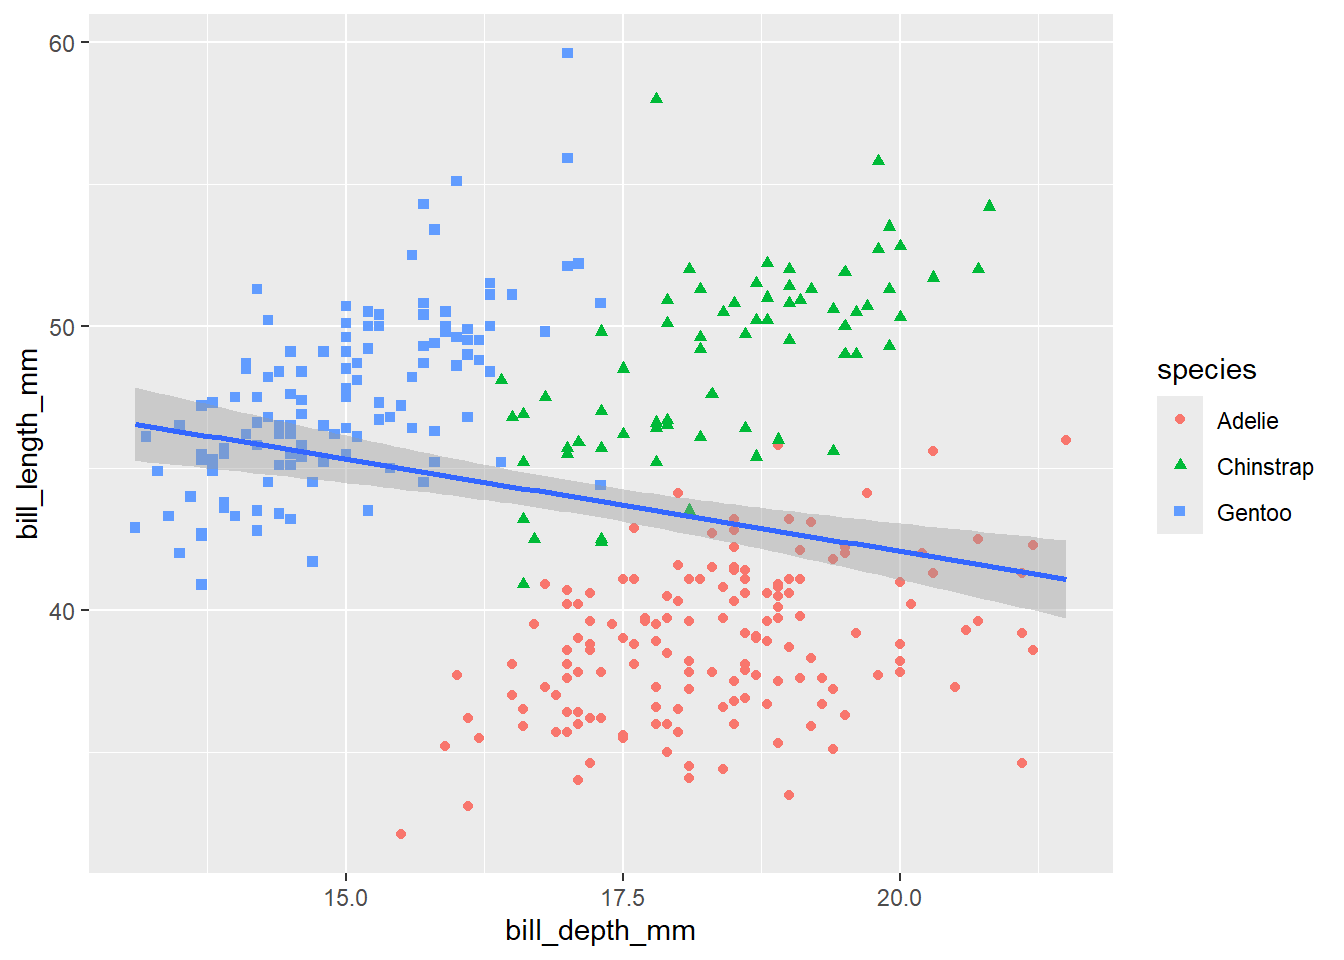 60
50
40
bill_length_mm
15.0
17.5
20.0
bill_depth_mm
species
Adelie
Chinstrap
Gentoo